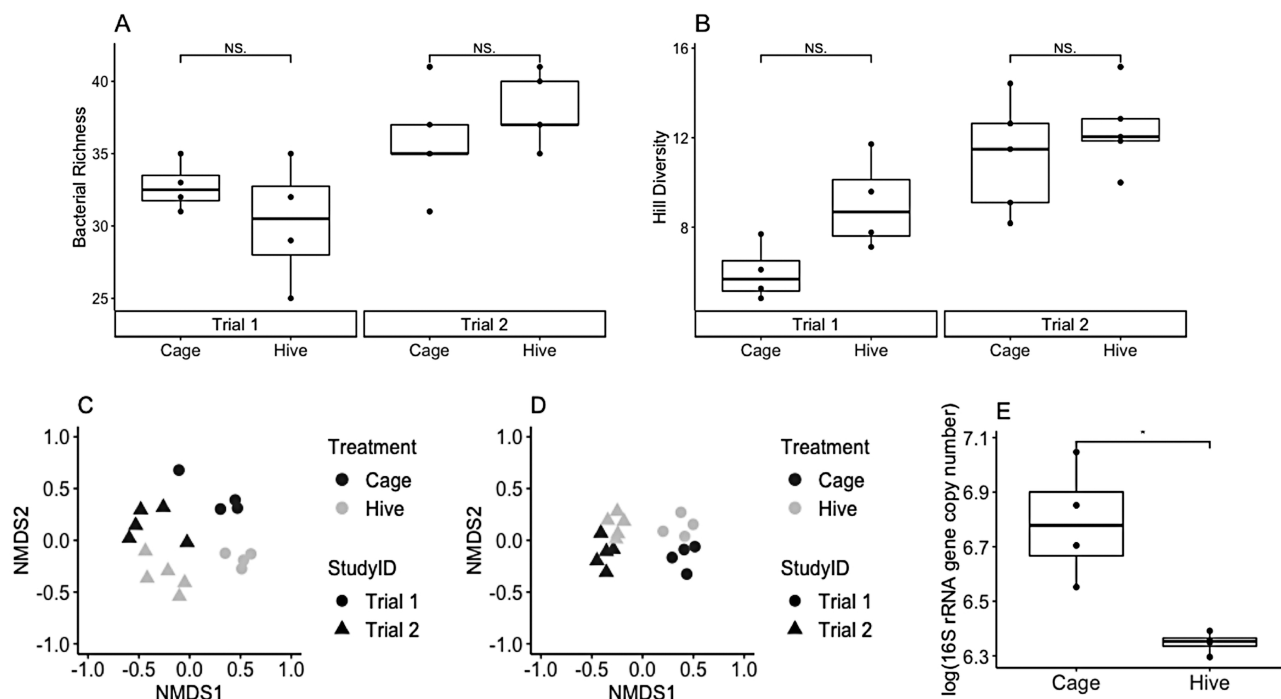 A
Bacterial Richness
40
35
30
25
NS.
NS.
Trial 1
Trial 2
Cage
Hive
Cage
Hive
B
Hill Diversity
16
12
8
NS.
NS.
Trial 1
Trial 2
Cage
Hive
Cage
Hive
C
NMDS2
1.0
0.5
0.0
-0.5
-1.0
-1.0 -0.5 0.0 0.5 1.0
NMDS1
Treatment
Cage
Hive
StudyID
Trial 1
Trial 2
D
NMDS2
1.0
0.5
0.0
-0.5
-1.0
-1.0 -0.5 0.0 0.5 1.0
NMDS1
Treatment
Cage
Hive
StudyID
Trial 1
Trial 2
E
log(16S rRNA gene copy number)
7.1
6.9
6.7
6.5
6.3
*
Cage
Hive